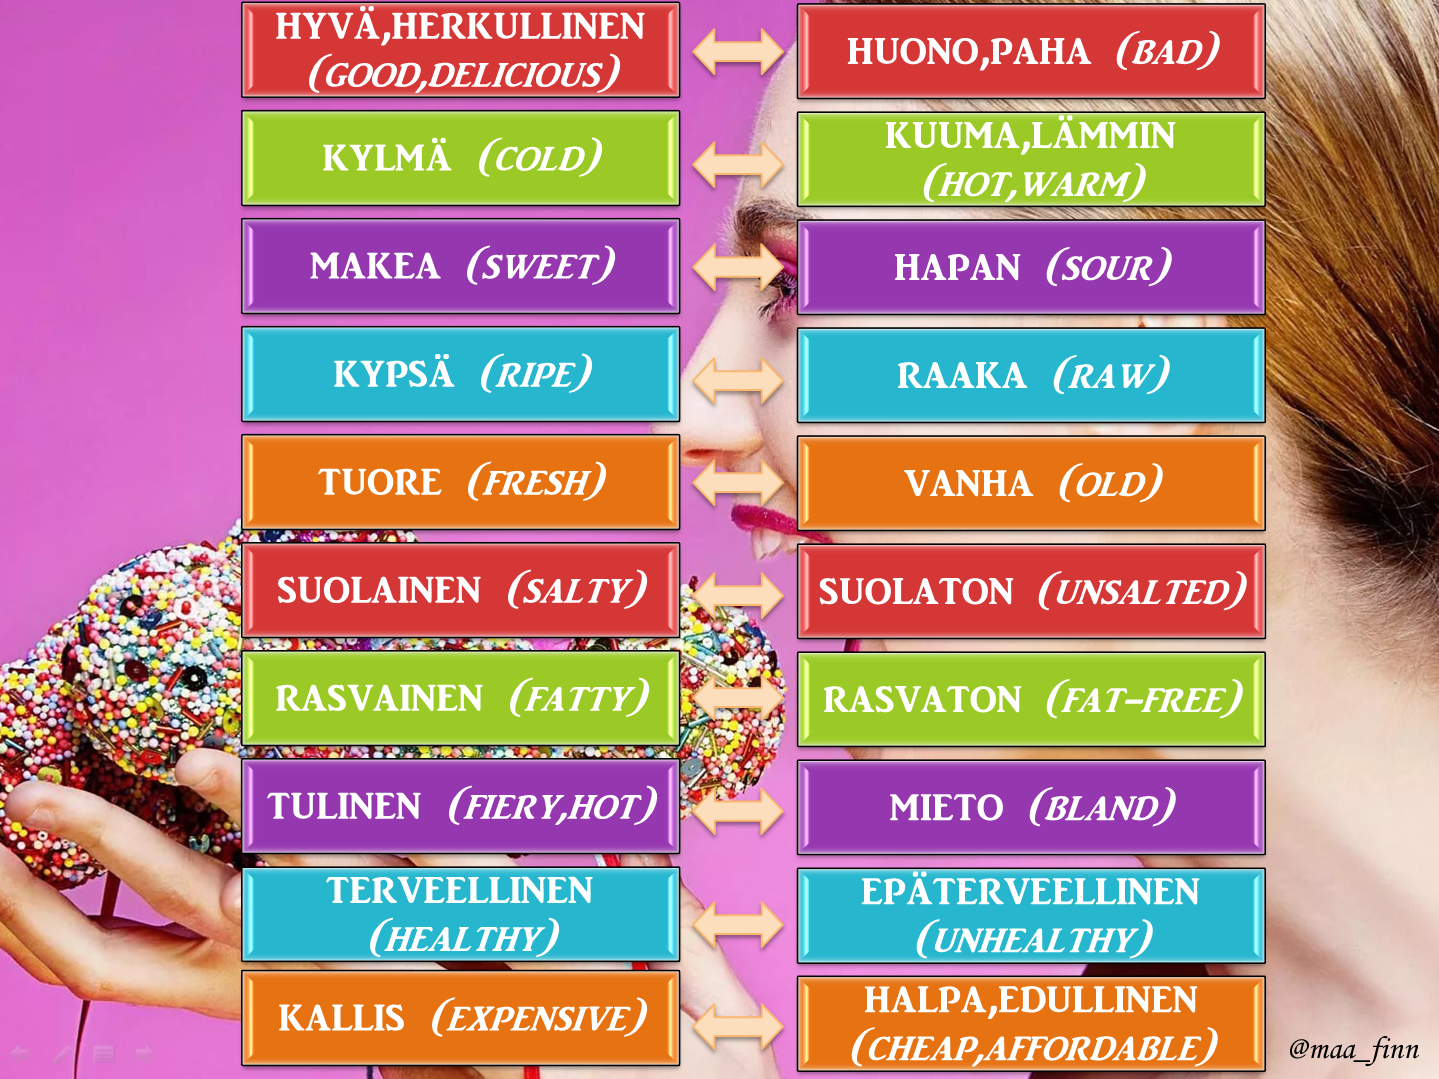 HYVÄ,HERKULLINEN
(GOOD,DELICIOUS)
HUONO,PAHA (BAD)
KYLMÄ (COLD)
KUUMA,LÄMMIN
(HOT,WARM)
MAKEA (SWEET)
HAPAN (SOUR)
KYPSÄ (RIPE)
RAAKA (RAW)
TUORE (FRESH)
VANHA (OLD)
SUOLAINEN (SALTY)
SUOLATON (UNSALTED)
RASVAINEN (FATTY)
RASVATON (FAT-FREE)
TULINEN (FIERY,HOT)
MIETO (BLAND)
TERVEELLINEN
(HEALTHY)
EPÄTERVEELLINEN
(UNHEALTHY)
KALLIS (EXPENSIVE)
HALPA,EDULLINEN
(CHEAP,AFFORDABLE)
@maa_finn